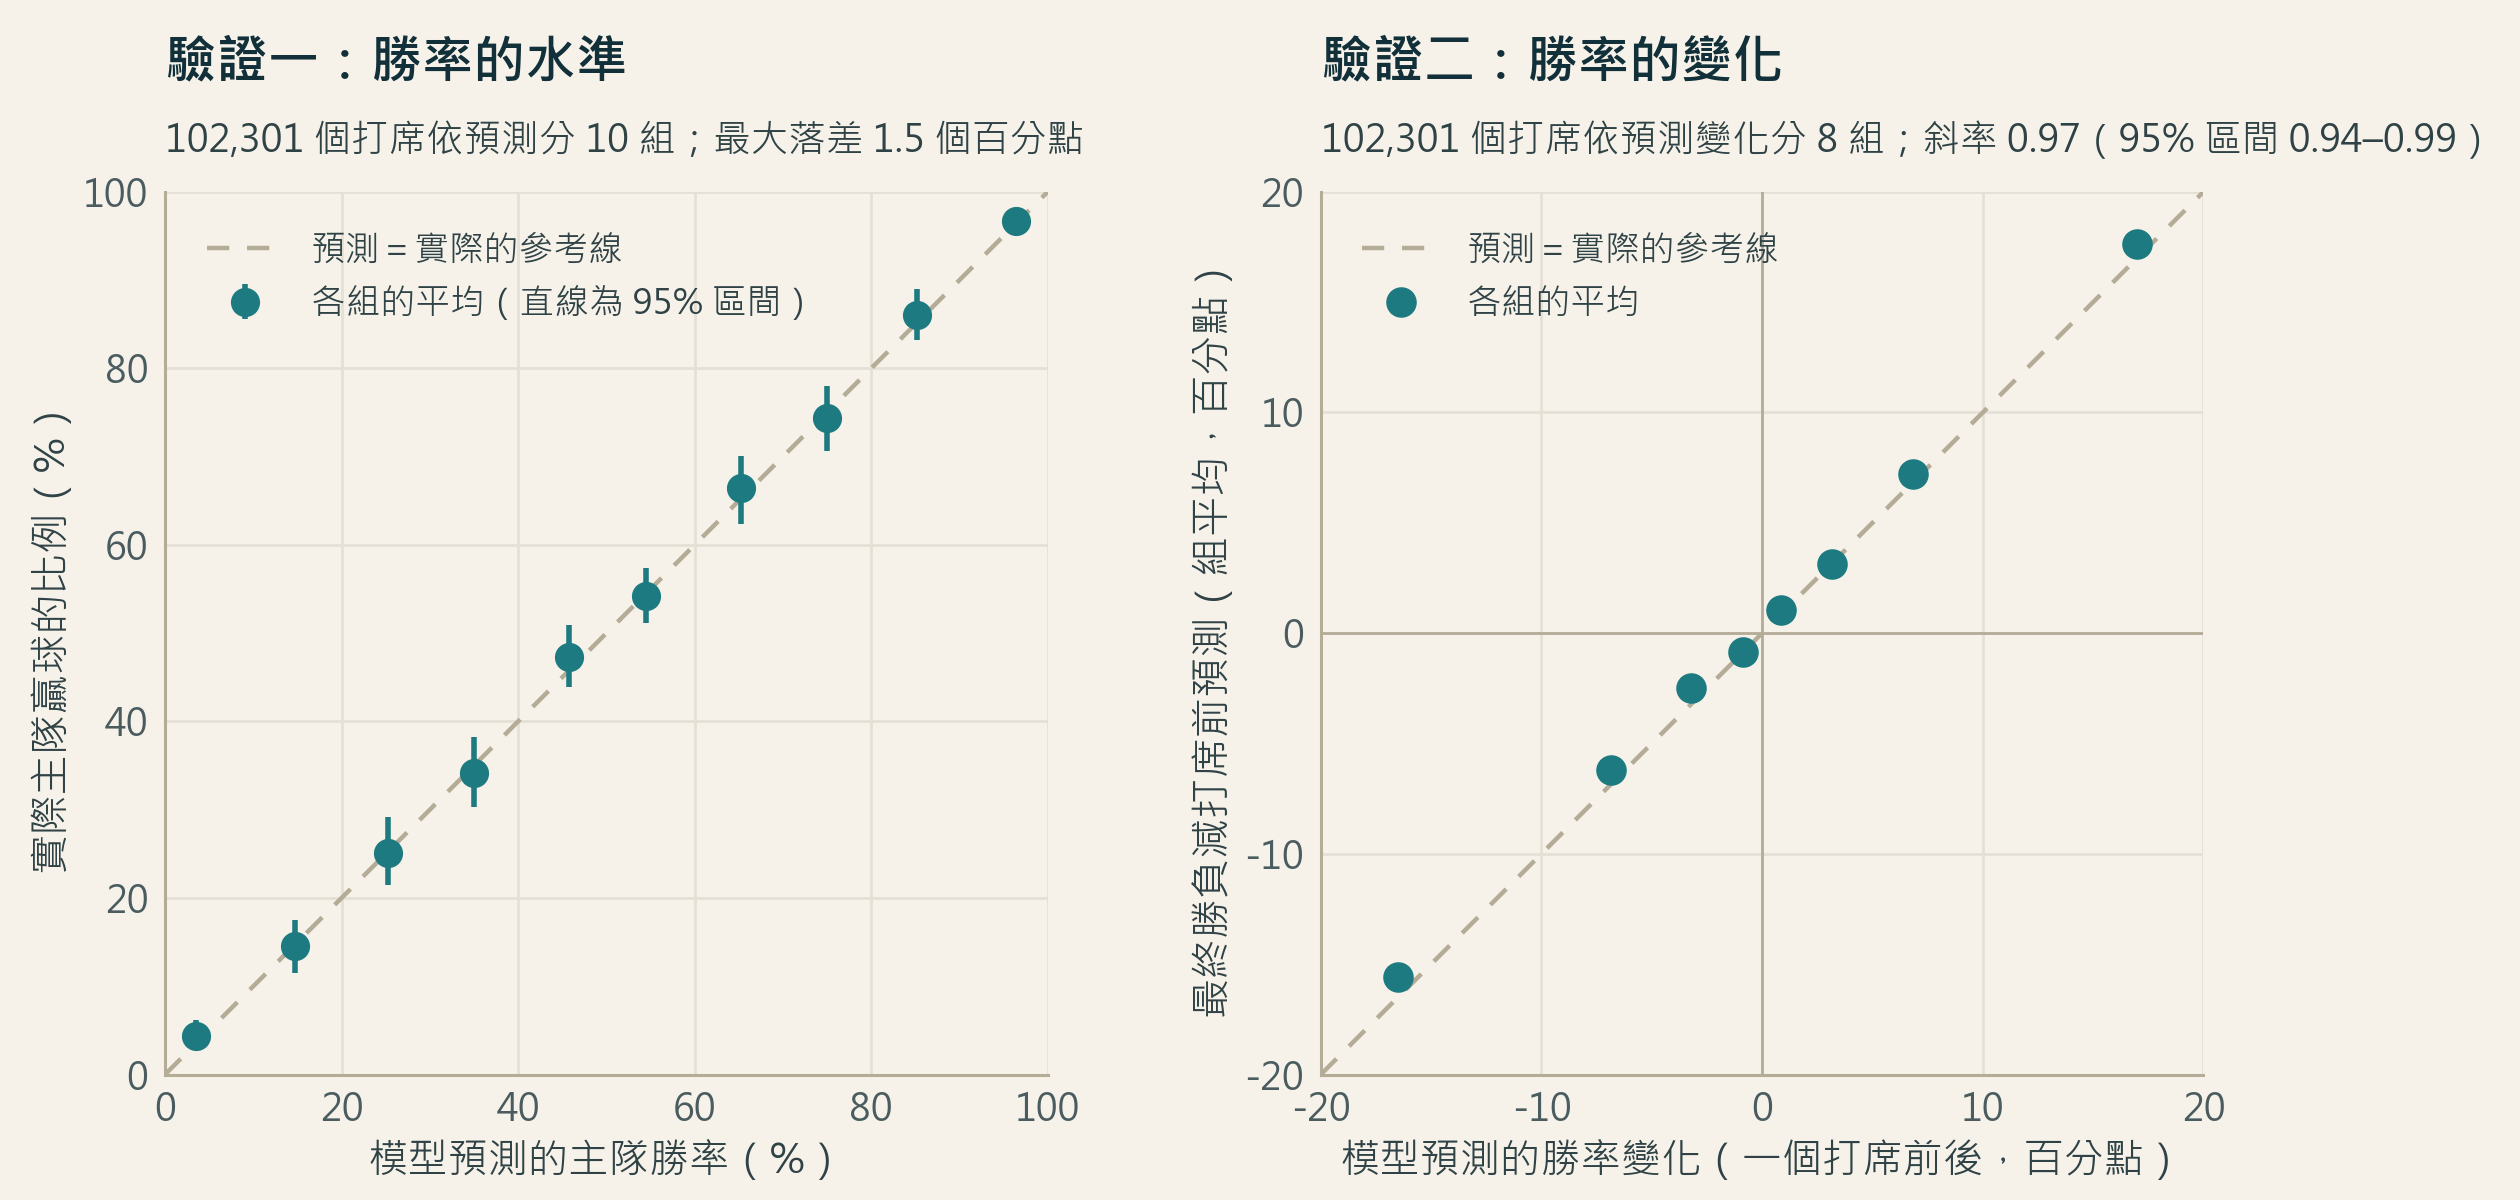 驗證一：勝率的水準
102,301 個打席依預測分 10 組；最大落差 1.5 個百分點
100
80
60
40
20
0
實際主隊贏球的比例（%）
預測 = 實際的參考線
各組的平均（直線為 95% 區間）
0 20 40 60 80 100
模型預測的主隊勝率（%）
驗證二：勝率的變化
102,301 個打席依預測變化分 8 組；斜率 0.97（95% 區間 0.94–0.99）
20
10
0
-10
-20
最終勝負減打席前預測（組平均，百分點）
預測 = 實際的參考線
各組的平均
-20 -10 0 10 20
模型預測的勝率變化（一個打席前後，百分點）